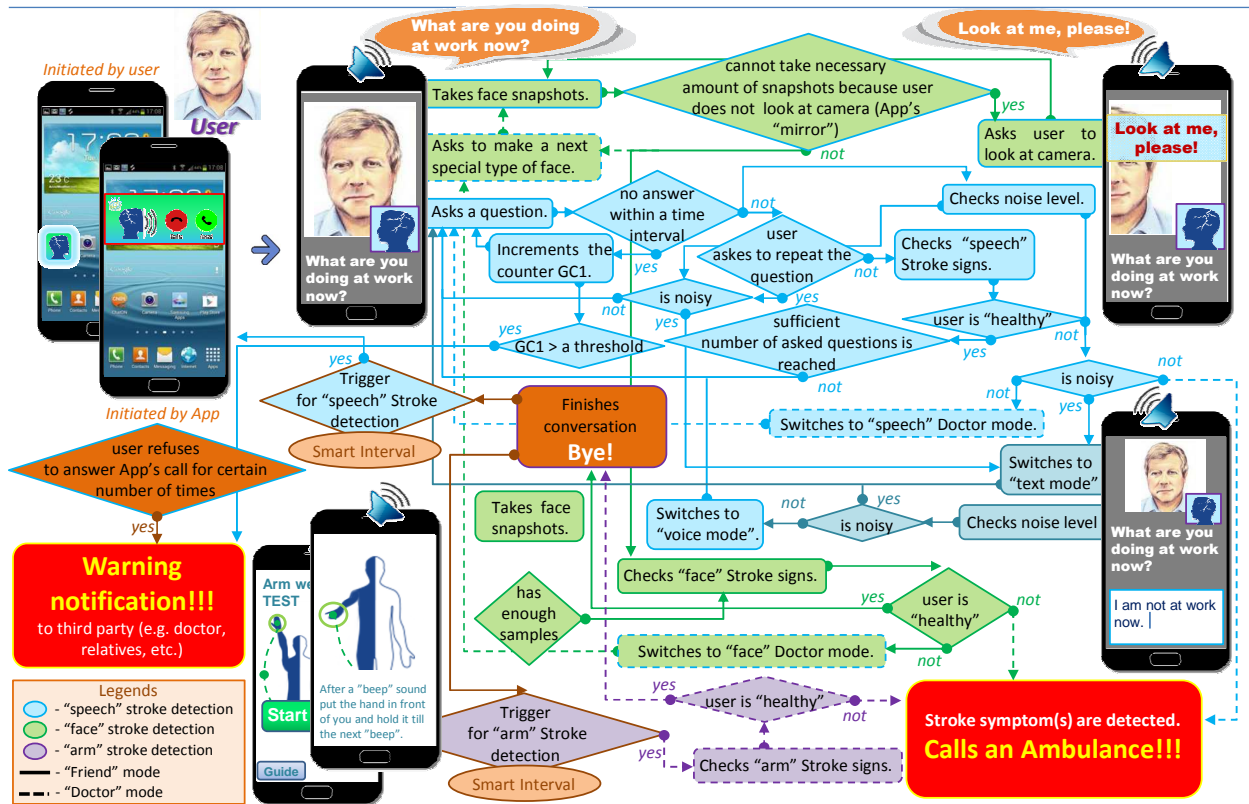 What are you doing
at work now?
Look at me, please!
Initiated by user
User
17:08
23°c
Google
Phone
Contacts
Messaging
Internet
Apps
Initiated by App
What are you
doing at work
now?
Takes face snapshots.
cannot take necessary
amount of snapshots because user
does not look at camera (App's
"mirror")
yes
not
Asks user to
look at camera.
Look at me,
please!
What are you
doing at work
now?
Asks to make a next
special type of face.
Asks a question.
no answer
within a time
interval
not
yes
Checks noise level.
Increments the
counter GC1.
user
askes to repeat the
question
not
yes
Checks "speech"
Stroke signs.
is noisy
not
yes
user is "healthy"
yes
not
GC1 > a threshold
yes
sufficient
number of asked questions is
reached
not
is noisy
not
not
yes
Trigger
for "speech" Stroke
detection
yes
Smart Interval
Finishes
conversation
Bye!
Switches to "speech" Doctor mode.
user refuses
to answer App's call for certain
number of times
yes
Switches to
"text mode"
Takes face
snapshots.
Switches to
"voice mode".
not
yes
is noisy
Checks noise level
What are you
doing at work
now?
I am not at work
now.
Warning
notification!!!
to third party (e.g. doctor,
relatives, etc.)
Arm we
TEST
Start
Guide
After a "beep" sound
put the hand in front
of you and hold it till
the next "beep".
Checks "face" Stroke signs.
has
enough
samples
yes
user is
"healthy"
not
not
Switches to "face" Doctor mode.
Legends
- "speech" stroke detection
- "face" stroke detection
- "arm" stroke detection
- "Friend" mode
- "Doctor" mode
Trigger
for "arm" Stroke
detection
yes
Smart Interval
yes
user is "healthy"
not
Checks "arm" Stroke signs.
Stroke symptom(s) are detected.
Calls an Ambulance!!!